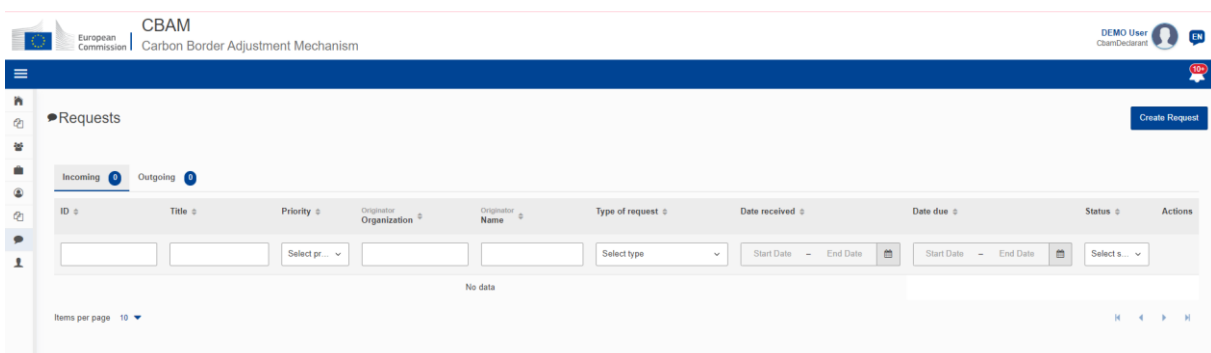 European
Commission
CBAM
Carbon Border Adjustment Mechanism
DEMO User
CbamDeclarant
EN
10+
Requests
Create Request
Incoming 0 Outgoing 0
ID Title Priority Originator Organization Originator Name Type of request Date received Date due Status Actions
Select pr... Select type Start Date – End Date Start Date – End Date Select s...
No data
Items per page 10